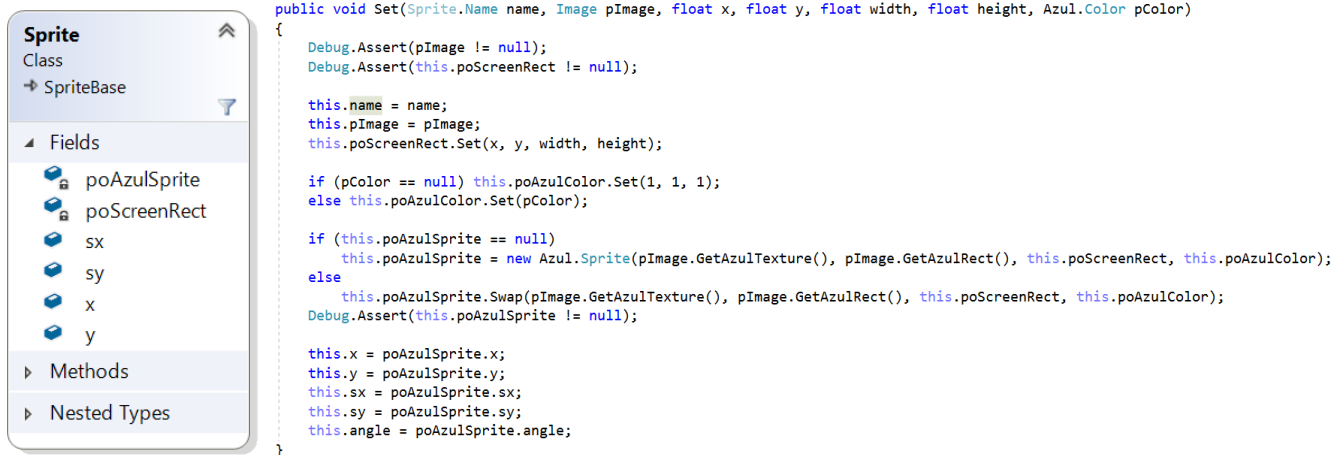 Sprite
Class
SpriteBase
Fields
poAzulSprite
poScreenRect
sx
sy
x
y
Methods
Nested Types
public void Set(Sprite.Name name, Image pImage, float x, float y, float width, float height, Azul.Color pColor)
{
    Debug.Assert(pImage != null);
    Debug.Assert(this.poScreenRect != null);

    this.name = name;
    this.pImage = pImage;
    this.poScreenRect.Set(x, y, width, height);

    if (pColor == null) this.poAzulColor.Set(1, 1, 1);
    else this.poAzulColor.Set(pColor);

    if (this.poAzulSprite == null)
        this.poAzulSprite = new Azul.Sprite(pImage.GetAzulTexture(), pImage.GetAzulRect(), this.poScreenRect, this.poAzulColor);
    else
        this.poAzulSprite.Swap(pImage.GetAzulTexture(), pImage.GetAzulRect(), this.poScreenRect, this.poAzulColor);
    Debug.Assert(this.poAzulSprite != null);

    this.x = poAzulSprite.x;
    this.y = poAzulSprite.y;
    this.sx = poAzulSprite.sx;
    this.sy = poAzulSprite.sy;
    this.angle = poAzulSprite.angle;
}